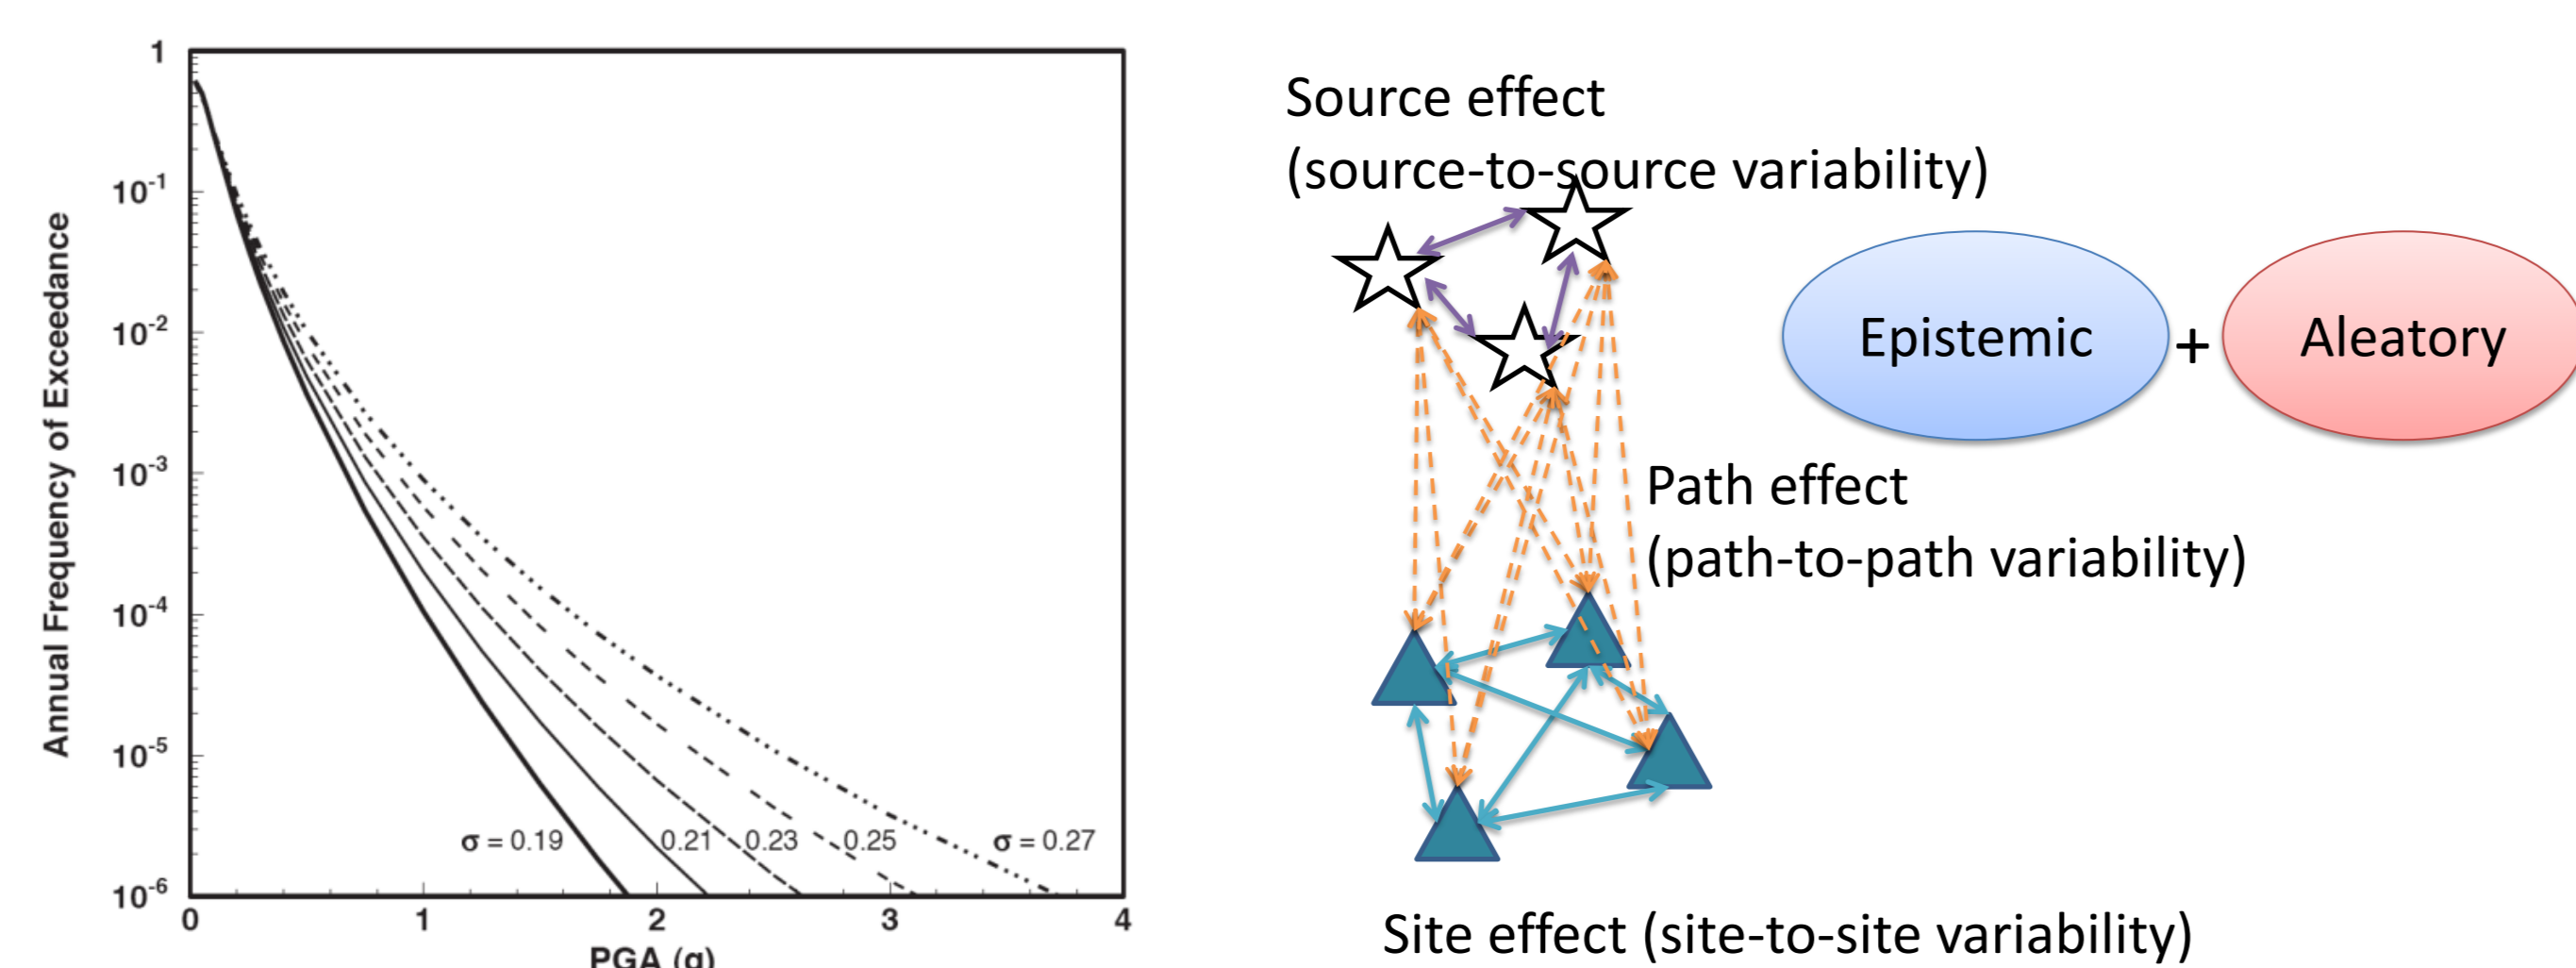 Annual Frequency of Exceedance
1
10-1
10-2
10-3
10-4
10-5
10-6
σ = 0.19
0.21
0.23
0.25
σ = 0.27
0
1
2
3
4
PGA (g)
Source effect
(source-to-source variability)
Epistemic
+
Aleatory
Path effect
(path-to-path variability)
Site effect (site-to-site variability)